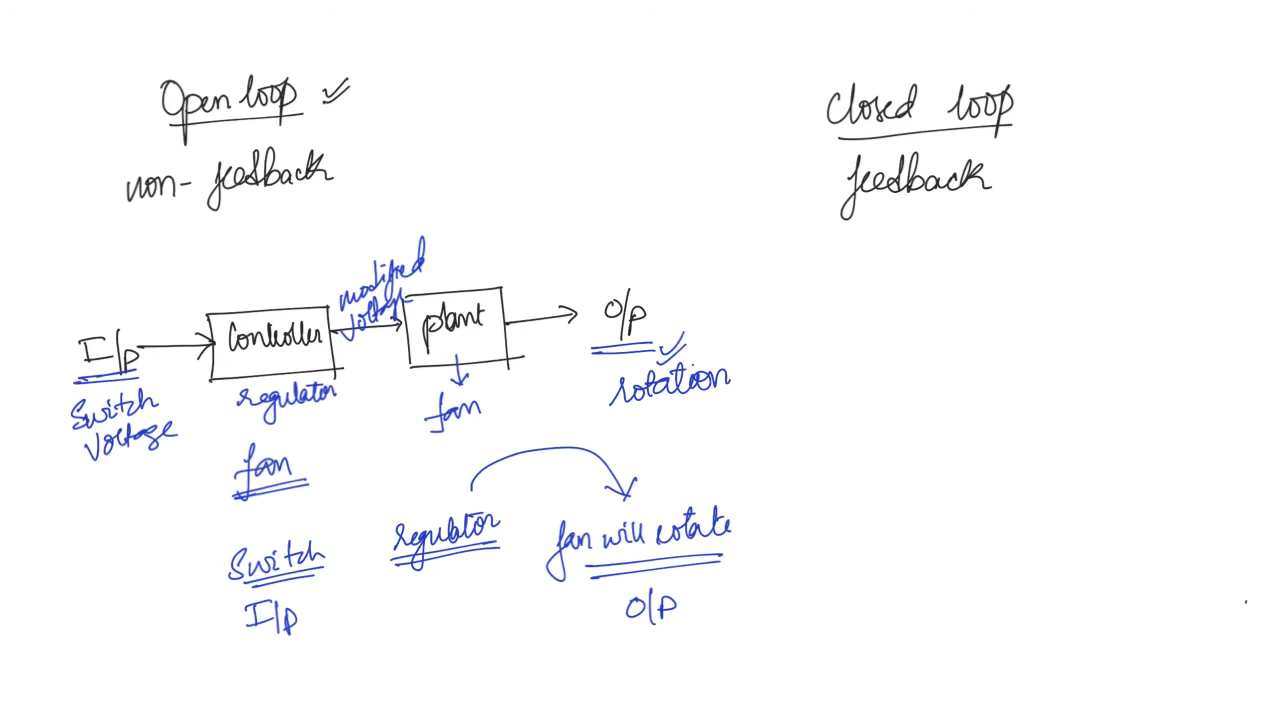 Open loop
non-feedback
Closed loop
feedback
modified
voltage
I/p
Controller
plant
O/p
Switch
Voltage
regulator
fan
rotation
fan
Switch
I/p
regulator
fan will rotate
O/P